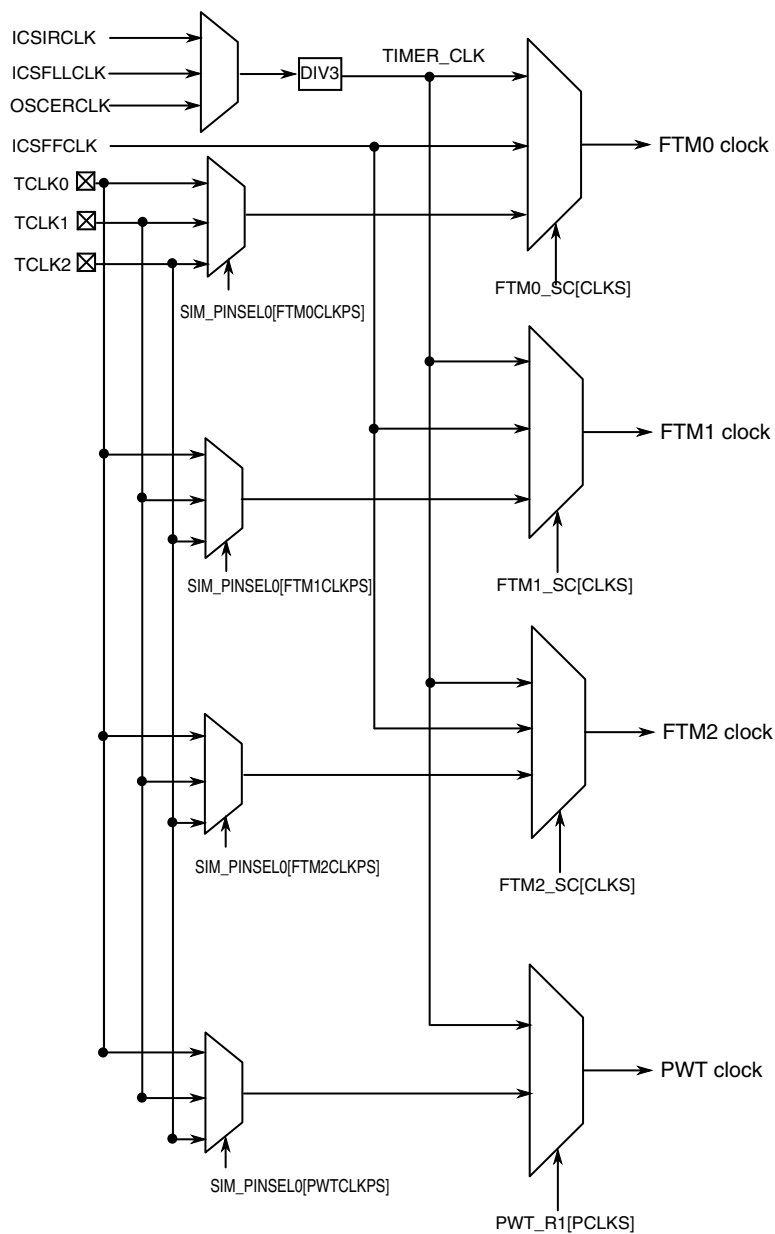 ICSIRCLK
ICSFLLCLK
OSCERCLK
DIV3
TIMER_CLK
ICSFFCLK
FTM0 clock
TCLK0
TCLK1
TCLK2
FTM0_SC[CLKS]
SIM_PINSEL0[FTM0CLKPS]
FTM1 clock
SIM_PINSEL0[FTM1CLKPS]
FTM1_SC[CLKS]
FTM2 clock
SIM_PINSEL0[FTM2CLKPS]
FTM2_SC[CLKS]
PWT clock
SIM_PINSEL0[PWTCLKPS]
PWT_R1[PCLKS]